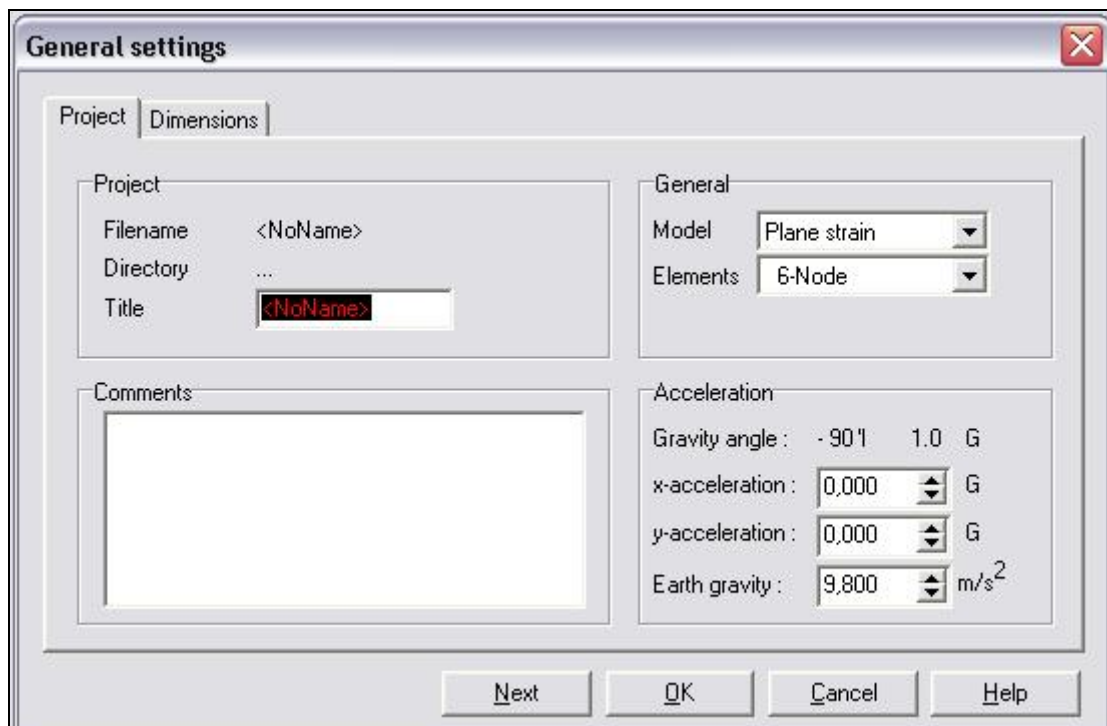 General settings
Project Dimensions
Project
Filename <NoName>
Directory ...
Title <NoName>
General
Model Plane strain
Elements 6-Node
Comments
Acceleration
Gravity angle : - 90'l 1.0 G
x-acceleration : 0,000 G
y-acceleration : 0,000 G
Earth gravity : 9,800 m/s²
Next OK Cancel Help